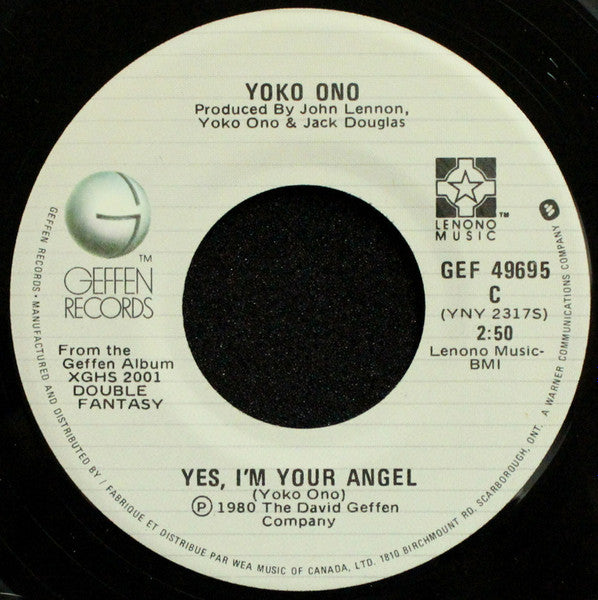 YOKO ONO
Produced By John Lennon,
Yoko Ono & Jack Douglas
G
TM
GEFFEN
RECORDS
LENONO
MUSIC
TM
GEF 49695
C
(YNY 2317S)
2:50
Lenono Music-
BMI
From the
Geffen Album
XGHS 2001
DOUBLE
FANTASY
YES, I'M YOUR ANGEL
(Yoko Ono)
Ⓟ 1980 The David Geffen
Company
GEFFEN RECORDS • MANUFACTURED AND DISTRIBUTED BY / FABRIQUE ET DISTRIBUE PAR WEA MUSIC OF CANADA, LTD. 1810 BIRCHMOUNT RD. SCARBOROUGH, ONT. A WARNER COMMUNICATIONS COMPANY